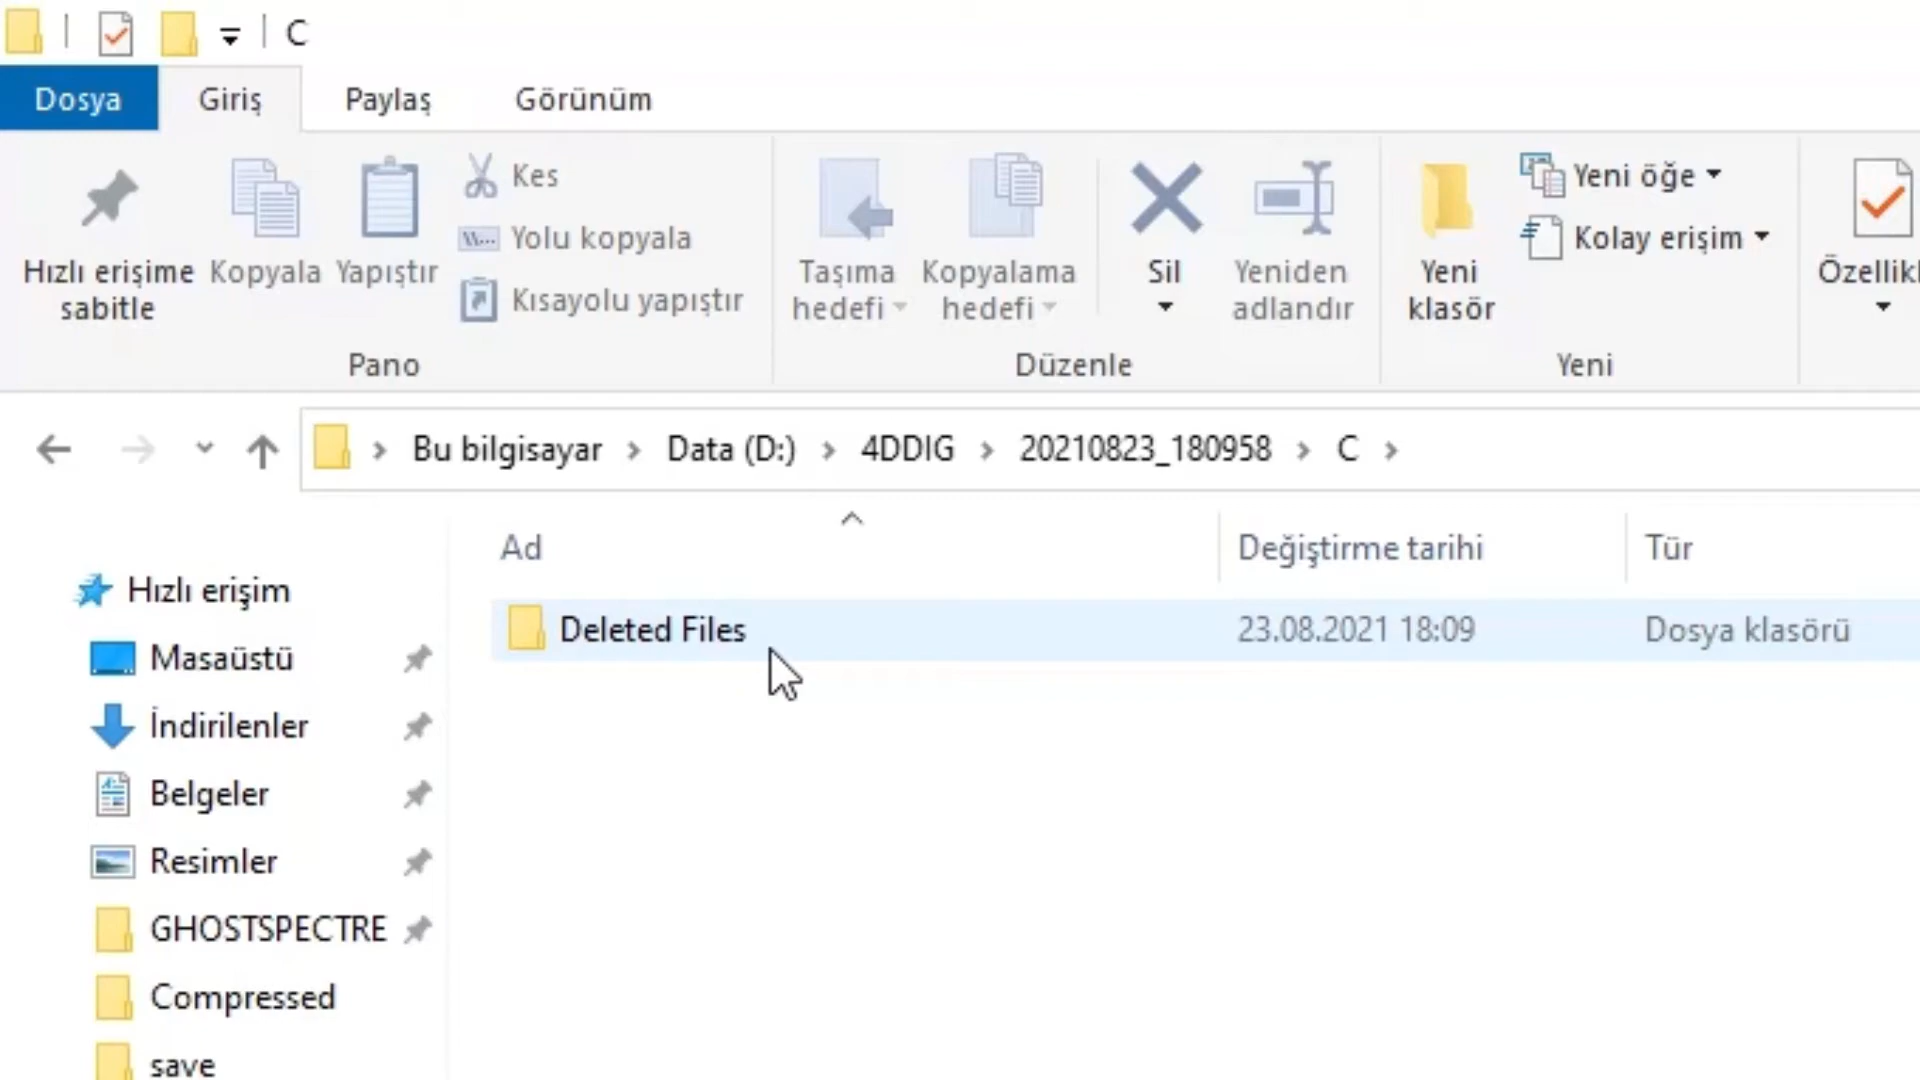 C
Dosya Giriş Paylaş Görünüm
Hızlı erişime sabitle
Kopyala
Yapıştır
Kes
Yolu kopyala
Kısayolu yapıştır
Pano
Taşıma hedefi
Kopyalama hedefi
Sil
Yeniden adlandır
Düzenle
Yeni klasör
Yeni öğe
Kolay erişim
Yeni
Bu bilgisayar > Data (D:) > 4DDIG > 20210823_180958 > C >
Ad Değiştirme tarihi Tür
Deleted Files 23.08.2021 18:09 Dosya klasörü
Hızlı erişim
Masaüstü
İndirilenler
Belgeler
Resimler
GHOSTSPECTRE
Compressed
save